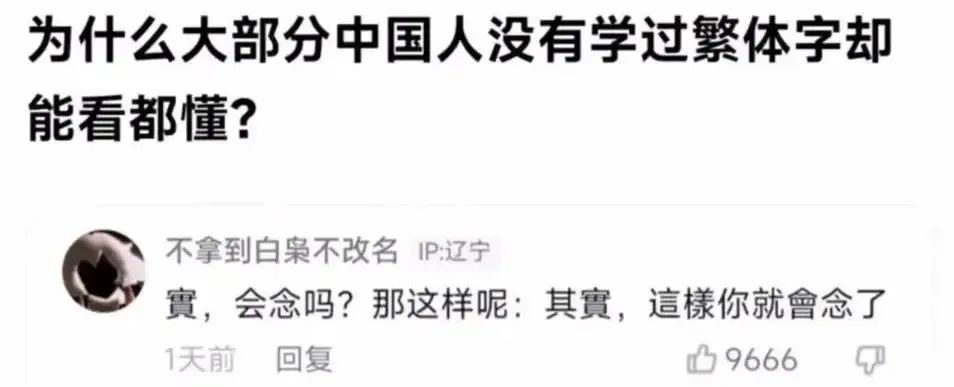 为什么大部分中国人没有学过繁体字却
能看都懂?
不拿到白枭不改名 IP:辽宁
實，会念吗？那这样呢：其實，這樣你就會念了
1天前 回复 9666